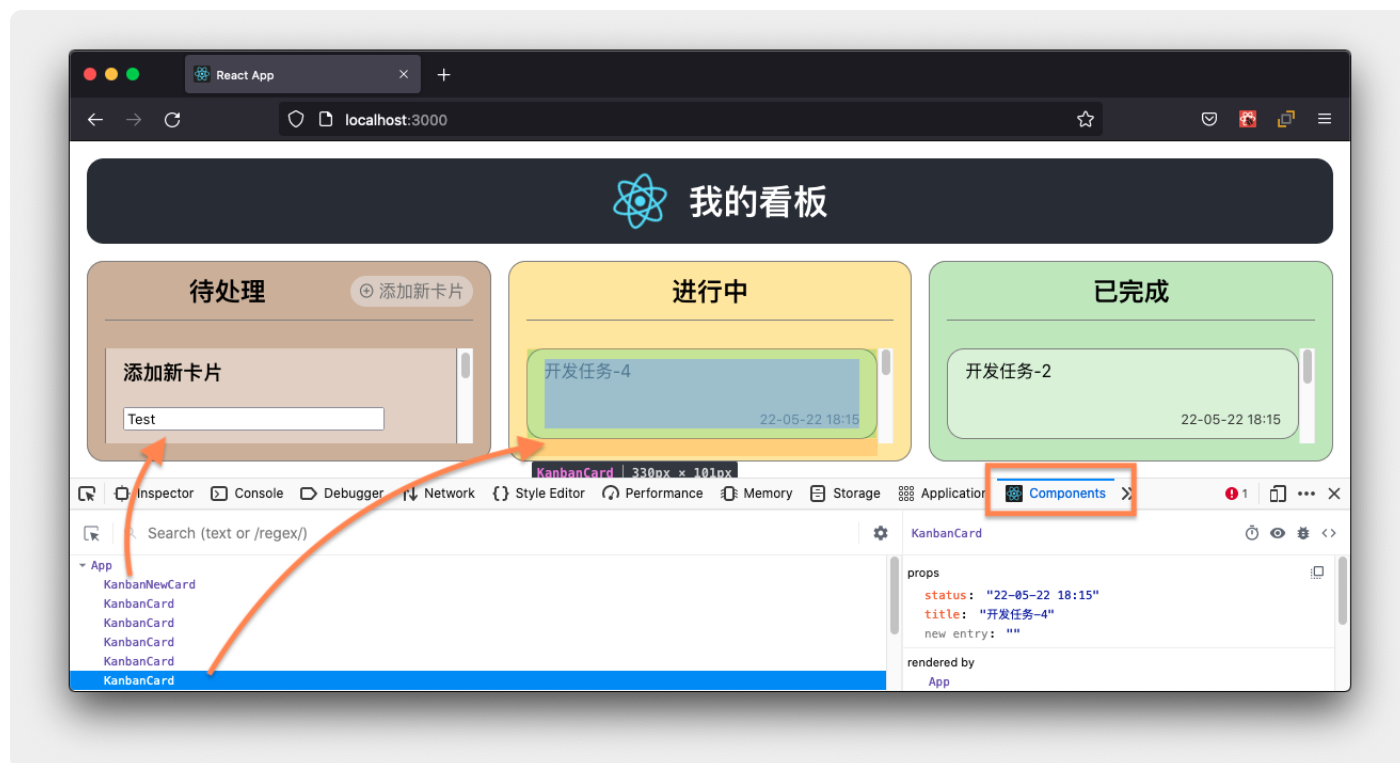 React App
localhost:3000
我的看板
待处理
添加新卡片
进行中
已完成
添加新卡片
Test
开发任务-4
22-05-22 18:15
开发任务-2
22-05-22 18:15
KanbanCard | 330px × 101px
Inspector Console Debugger Network {} Style Editor Performance Memory Storage Application Components 1
Search (text or /regex/)
KanbanCard
App
KanbanNewCard
KanbanCard
KanbanCard
KanbanCard
KanbanCard
KanbanCard
props
status: "22-05-22 18:15"
title: "开发任务-4"
new entry: ""
rendered by
App